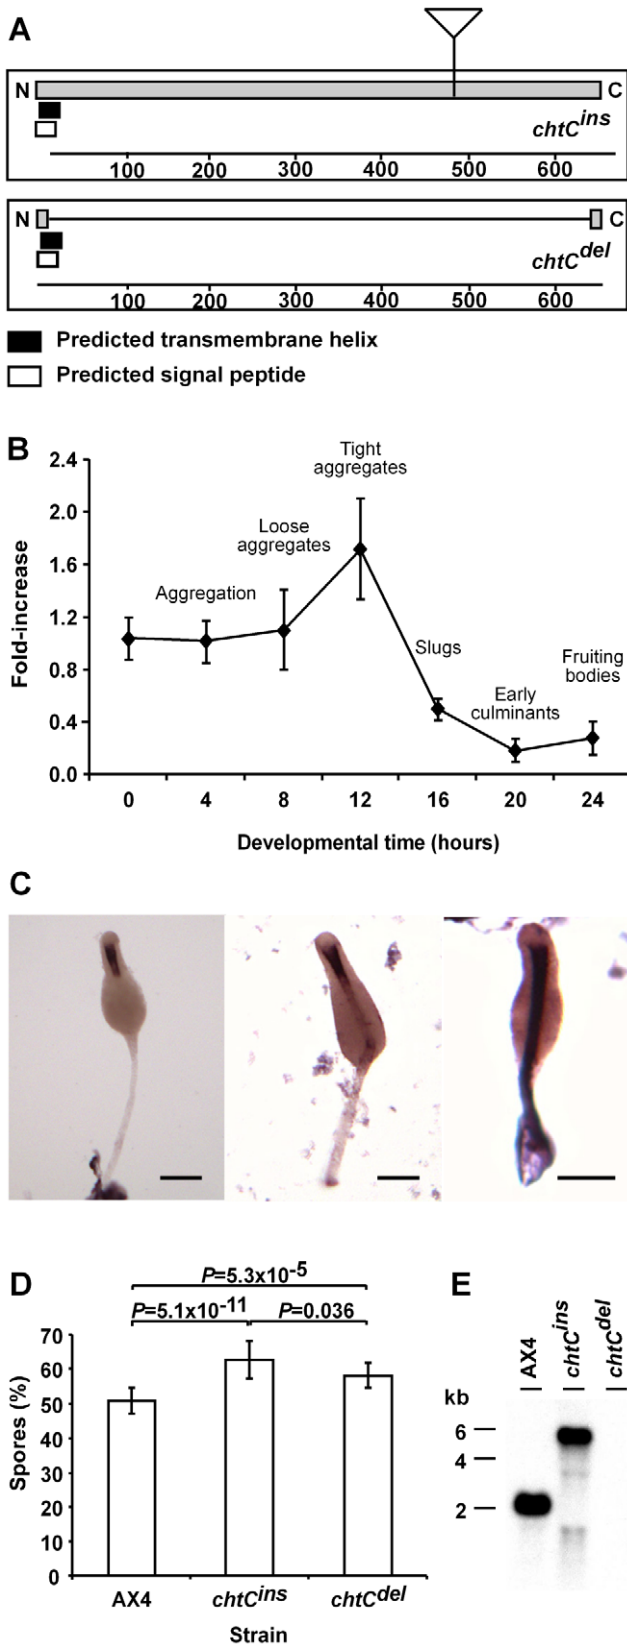 A
N C
chtC^ins
100 200 300 400 500 600
N C
chtC^del
100 200 300 400 500 600
Predicted transmembrane helix
Predicted signal peptide
B
Fold-increase
2.4
2.0
1.6
1.2
0.8
0.4
0.0
Aggregation
Loose
aggregates
Tight
aggregates
Slugs
Early
culminants
Fruiting
bodies
0 4 8 12 16 20 24
Developmental time (hours)
C
D
P=5.3x10^-5
P=5.1x10^-11 P=0.036
Spores (%)
70
60
50
40
30
20
10
0
AX4 chtC^ins chtC^del
Strain
E
AX4 chtC^ins chtC^del
kb
6
4
2